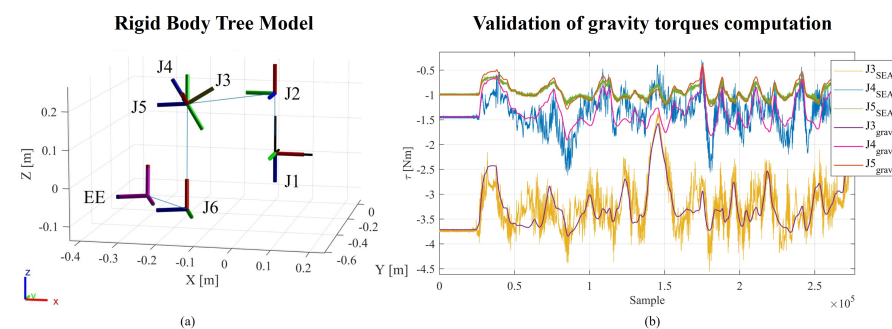 Rigid Body Tree Model
J4
J3
J5
J2
J1
EE
J6
0.2
0.1
0
-0.1
Z [m]
-0.4
-0.3
-0.2
-0.1
0
0.1
0.2
X [m]
0
-0.2
-0.4
-0.6
Y [m]
z
y
x
(a)
Validation of gravity torques computation
-0.5
-1
-1.5
-2
-2.5
-3
-3.5
-4
-4.5
τ [Nm]
0
0.5
1
1.5
2
2.5
Sample
×10⁵
J3SEA
J4SEA
J5SEA
J3grav
J4grav
J5grav
(b)